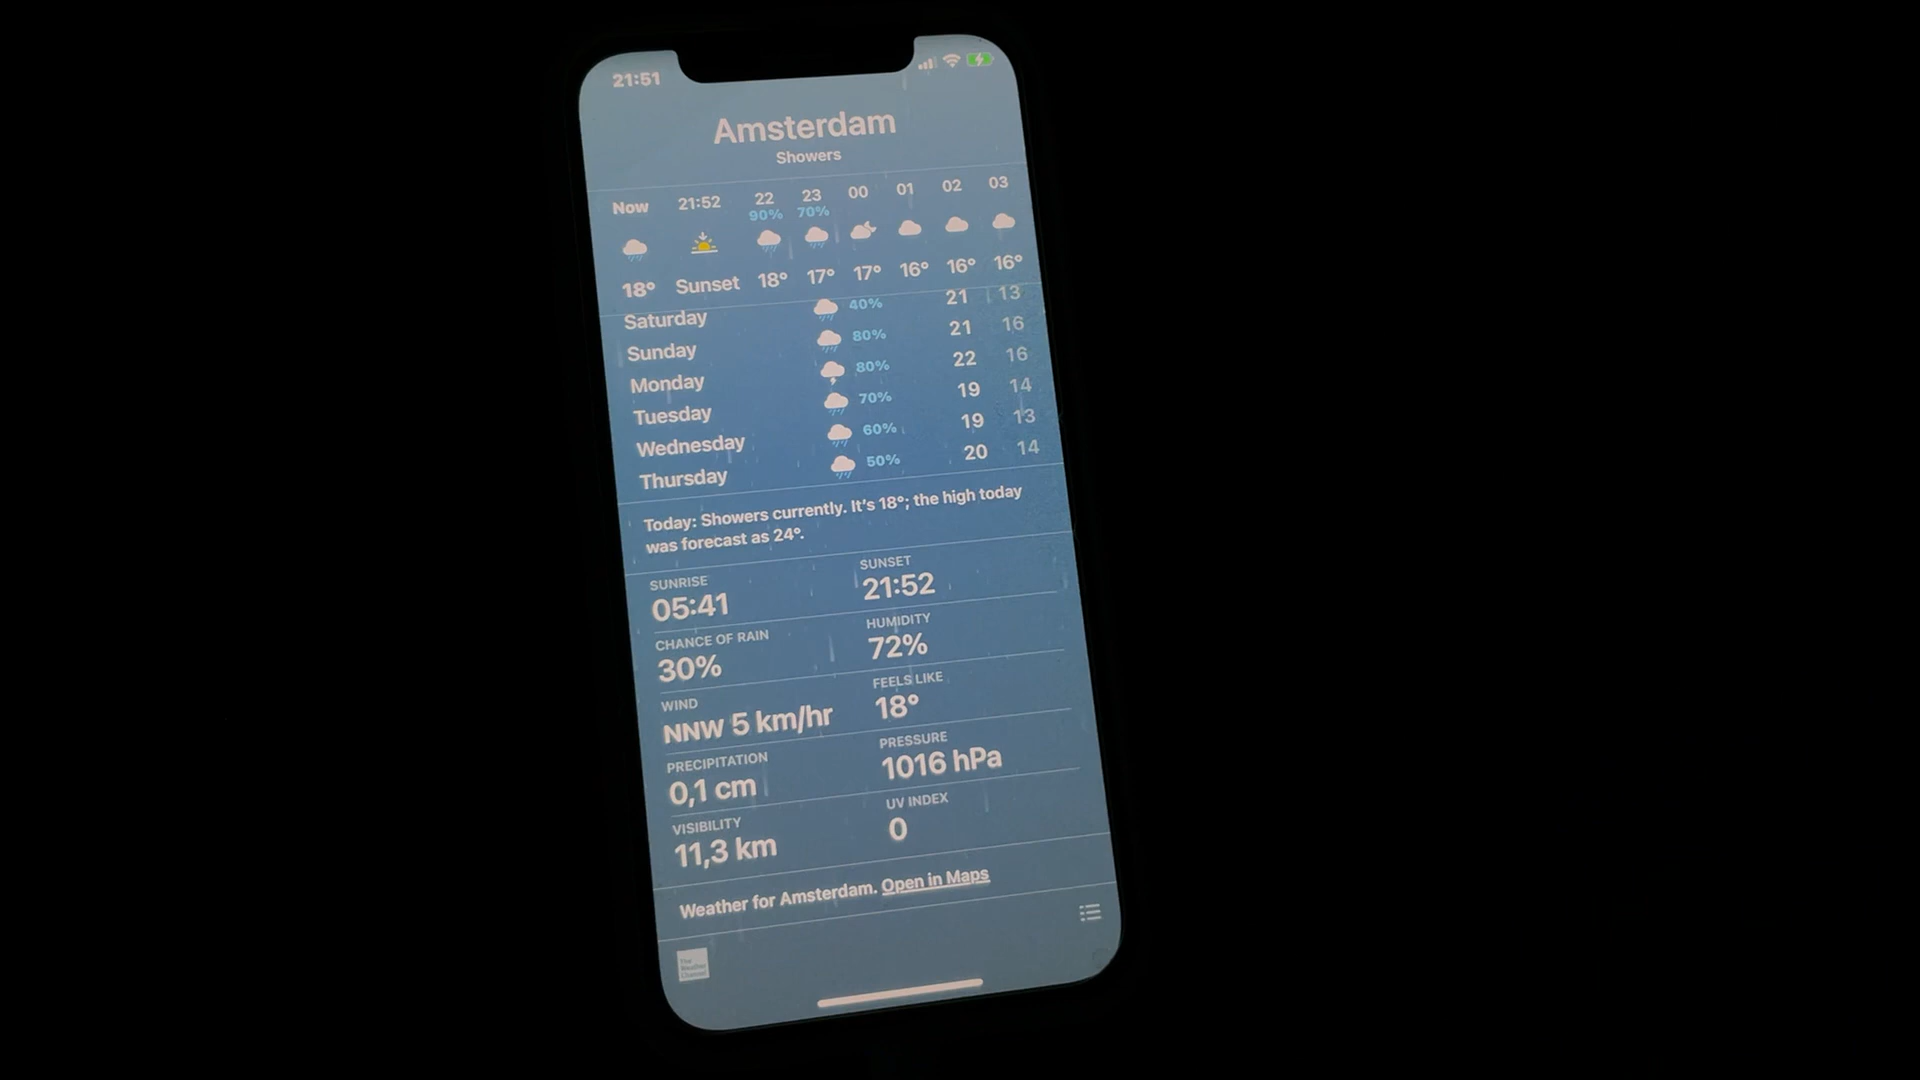 21:51
Amsterdam
Showers
Now 21:52 22 23 00 01 02 03
90% 70%
18° Sunset 18° 17° 17° 16° 16° 16°
Saturday 40% 21 13
Sunday 80% 21 16
Monday 80% 22 16
Tuesday 70% 19 14
Wednesday 60% 19 13
Thursday 50% 20 14
Today: Showers currently. It's 18°; the high today
was forecast as 24°.
SUNRISE SUNSET
05:41 21:52
CHANCE OF RAIN HUMIDITY
30% 72%
WIND FEELS LIKE
NNW 5 km/hr 18°
PRECIPITATION PRESSURE
0,1 cm 1016 hPa
VISIBILITY UV INDEX
11,3 km 0
Weather for Amsterdam. Open in Maps
The
Weather
Channel